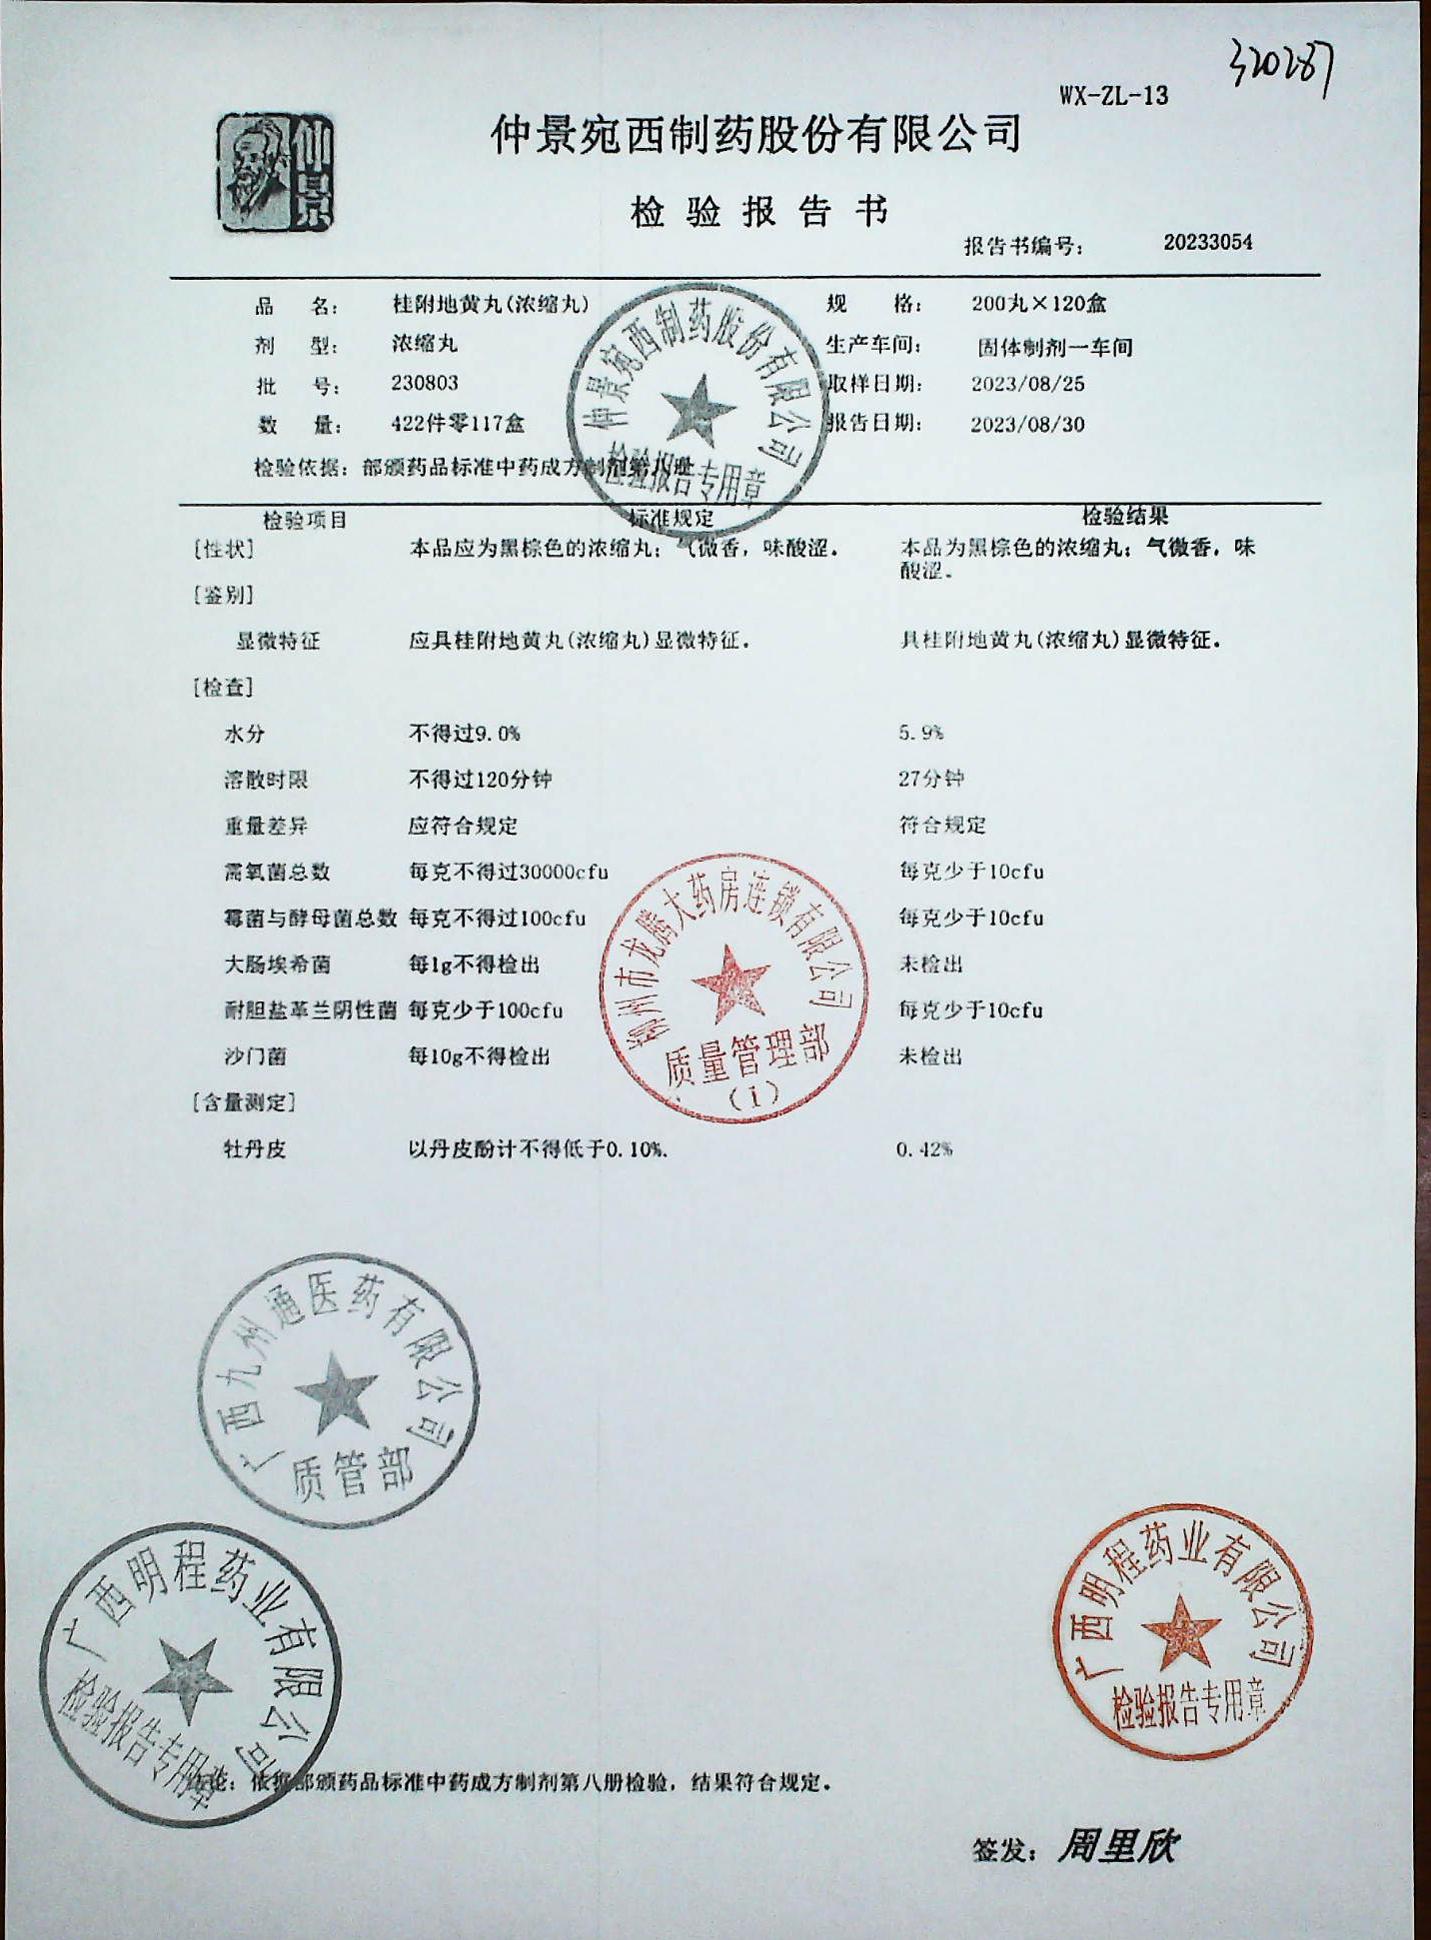 320287
WX-ZL-13
仲景
仲景宛西制药股份有限公司
检验报告书
报告书编号: 20233054
品 名: 桂附地黄丸(浓缩丸) 规 格: 200丸×120盒
剂 型: 浓缩丸 生产车间: 固体制剂一车间
批 号: 230803 取样日期: 2023/08/25
数 量: 422件零117盒 报告日期: 2023/08/30
检验依据: 部颁药品标准中药成方制剂第八册
仲景宛西制药股份有限公司
检验报告专用章
检验项目 标准规定 检验结果
[性状] 本品应为黑棕色的浓缩丸; 气微香, 味酸涩. 本品为黑棕色的浓缩丸; 气微香, 味
酸涩.
[鉴别]
显微特征 应具桂附地黄丸(浓缩丸)显微特征. 具桂附地黄丸(浓缩丸)显微特征.
[检查]
水分 不得过9.0% 5.9%
溶散时限 不得过120分钟 27分钟
重量差异 应符合规定 符合规定
需氧菌总数 每克不得过30000cfu 每克少于10cfu
霉菌与酵母菌总数 每克不得过100cfu 每克少于10cfu
大肠埃希菌 每1g不得检出 未检出
耐胆盐革兰阴性菌 每克少于100cfu 每克少于10cfu
沙门菌 每10g不得检出 未检出
柳州市龙腾大药房连锁有限公司
质量管理部
(1)
[含量测定]
牡丹皮 以丹皮酚计不得低于0.10%. 0.42%
广西九州通医药有限公司
质管部
广西明程药业有限公司
检验报告专用章
广西明程药业有限公司
检验报告专用章
结论: 依据部颁药品标准中药成方制剂第八册检验, 结果符合规定.
签发: 周里欣